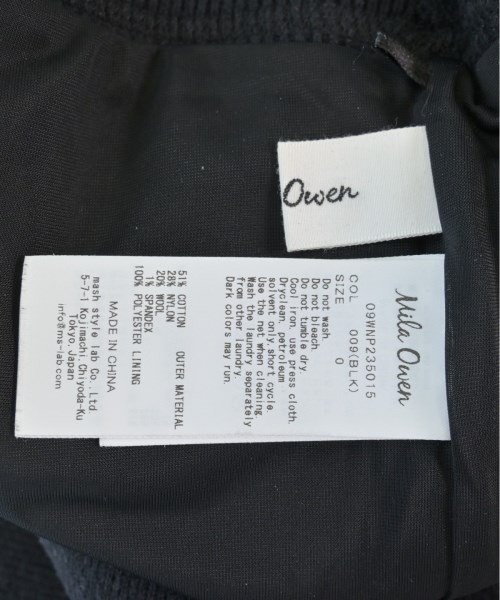 Owen
Mila Owen
09WNP235015
COL 009(BLK)
SIZE 0
Do not wash.
Do not bleach.
Do not tumble dry.
Cool iron, use press cloth.
Dryclean, petroleum
solvent only, short cycle.
Use the net when cleaning.
Wash the laundry separately
from other laundry.
Dark colors may run.
51% COTTON OUTER MATERIAL
28% NYLON
20% WOOL
1% SPANDEX
100% POLYESTER LINING
MADE IN CHINA
mash style lab Co., Ltd.
5-7-1 Kojimachi, Chiyoda-Ku
Tokyo, Japan
info@ms-lab.com